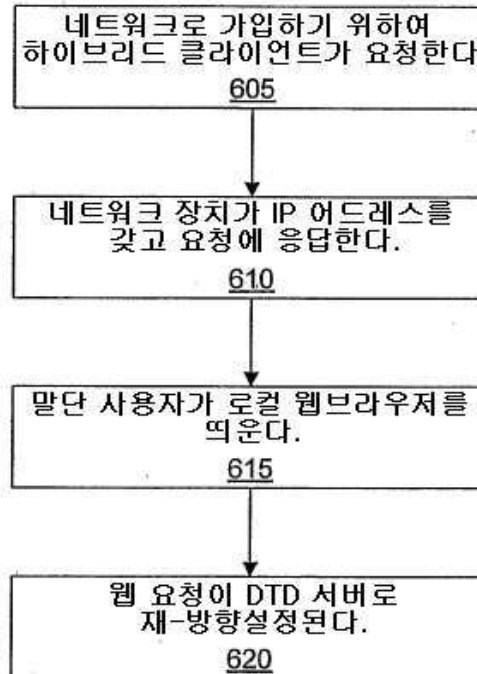 네트워크로 가입하기 위하여
하이브리드 클라이언트가 요청한다
605
네트워크 장치가 IP 어드레스를
갖고 요청에 응답한다.
610
말단 사용자가 로컬 웹브라우저를
띄운다.
615
웹 요청이 DTD 서버로
재-방향설정된다.
620